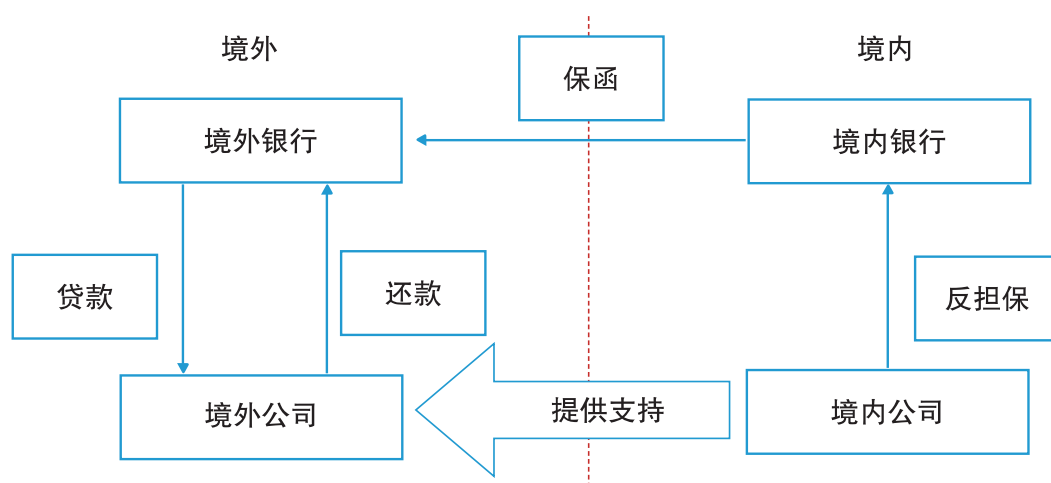 境外
保函
境内
境外银行
境内银行
贷款
还款
反担保
境外公司
提供支持
境内公司